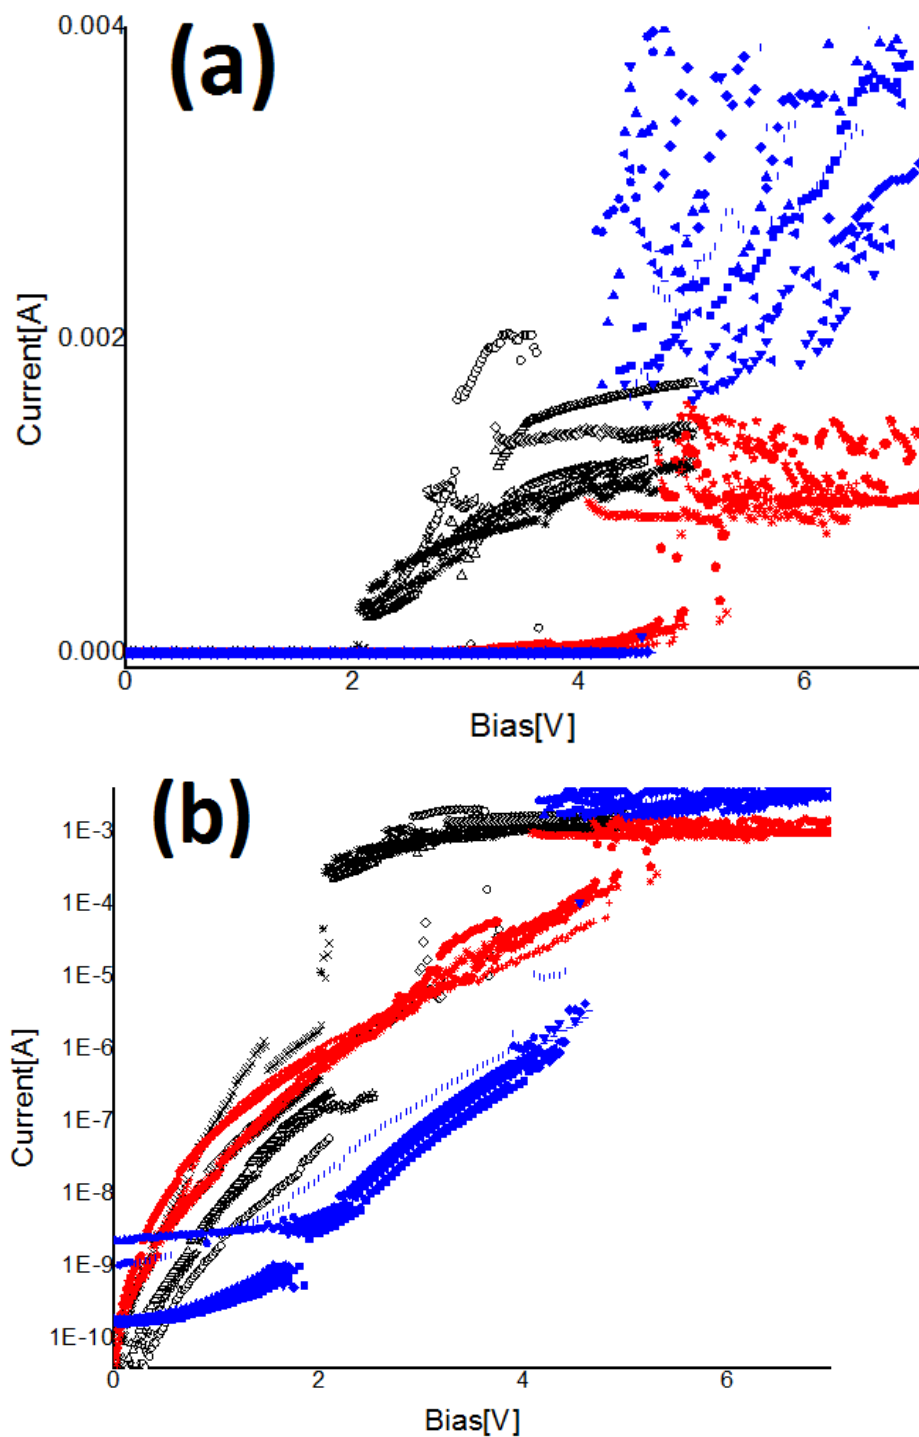 (a)
0.004
0.002
0.000
Current[A]
0 2 4 6
Bias[V]
(b)
1E-3
1E-4
1E-5
1E-6
1E-7
1E-8
1E-9
1E-10
Current[A]
0 2 4 6
Bias[V]